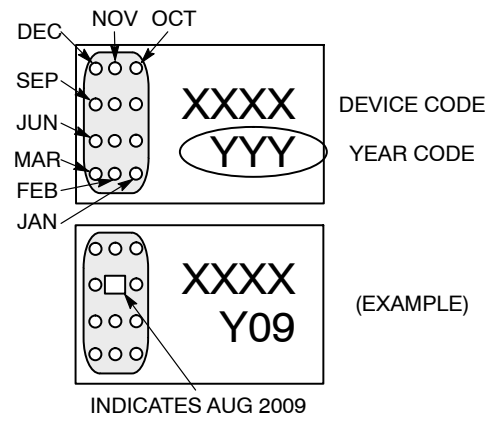 NOV OCT
DEC
SEP
XXXX DEVICE CODE
JUN
YYY YEAR CODE
MAR
FEB
JAN
XXXX
(EXAMPLE)
Y09
INDICATES AUG 2009